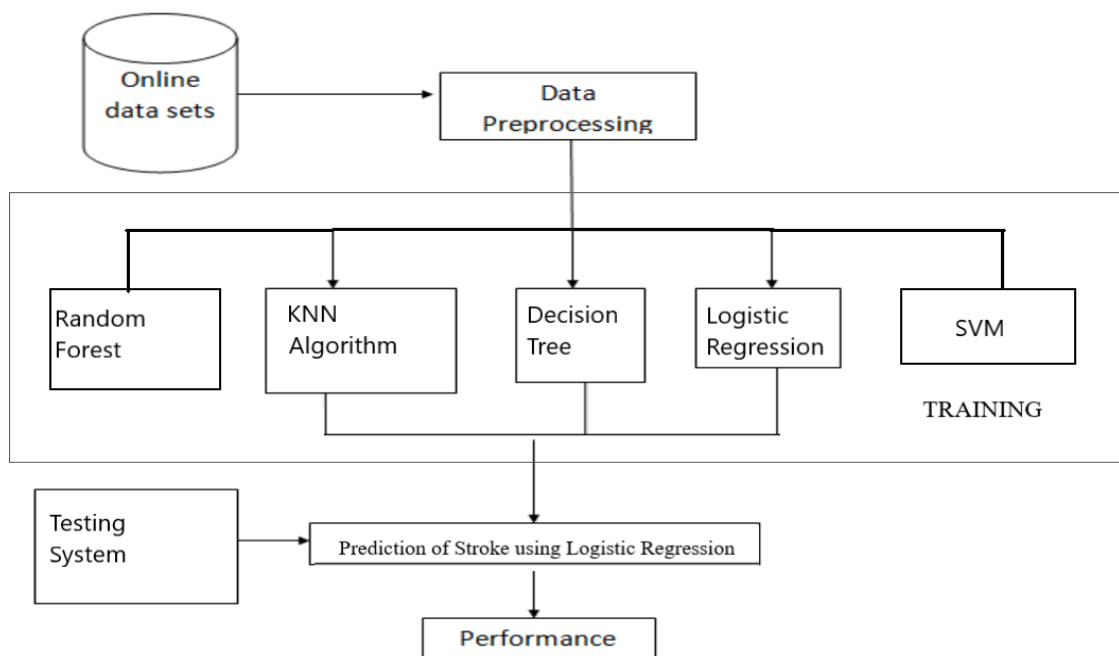 Online
data sets
Data
Preprocessing
Random
Forest
KNN
Algorithm
Decision
Tree
Logistic
Regression
SVM
TRAINING
Testing
System
Prediction of Stroke using Logistic Regression
Performance